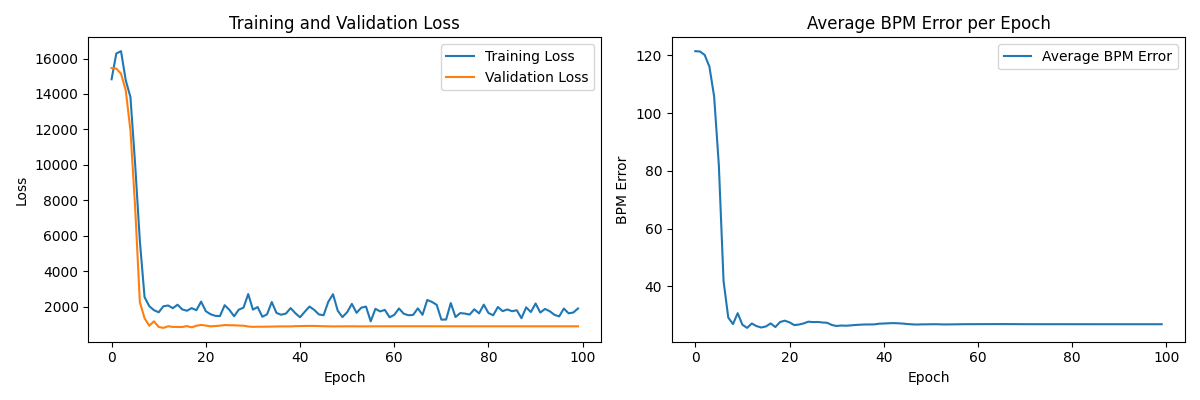 Training and Validation Loss
Training Loss
Validation Loss
16000
14000
12000
10000
8000
6000
4000
2000
Loss
0
20
40
60
80
100
Epoch
Average BPM Error per Epoch
Average BPM Error
120
100
80
60
40
BPM Error
0
20
40
60
80
100
Epoch